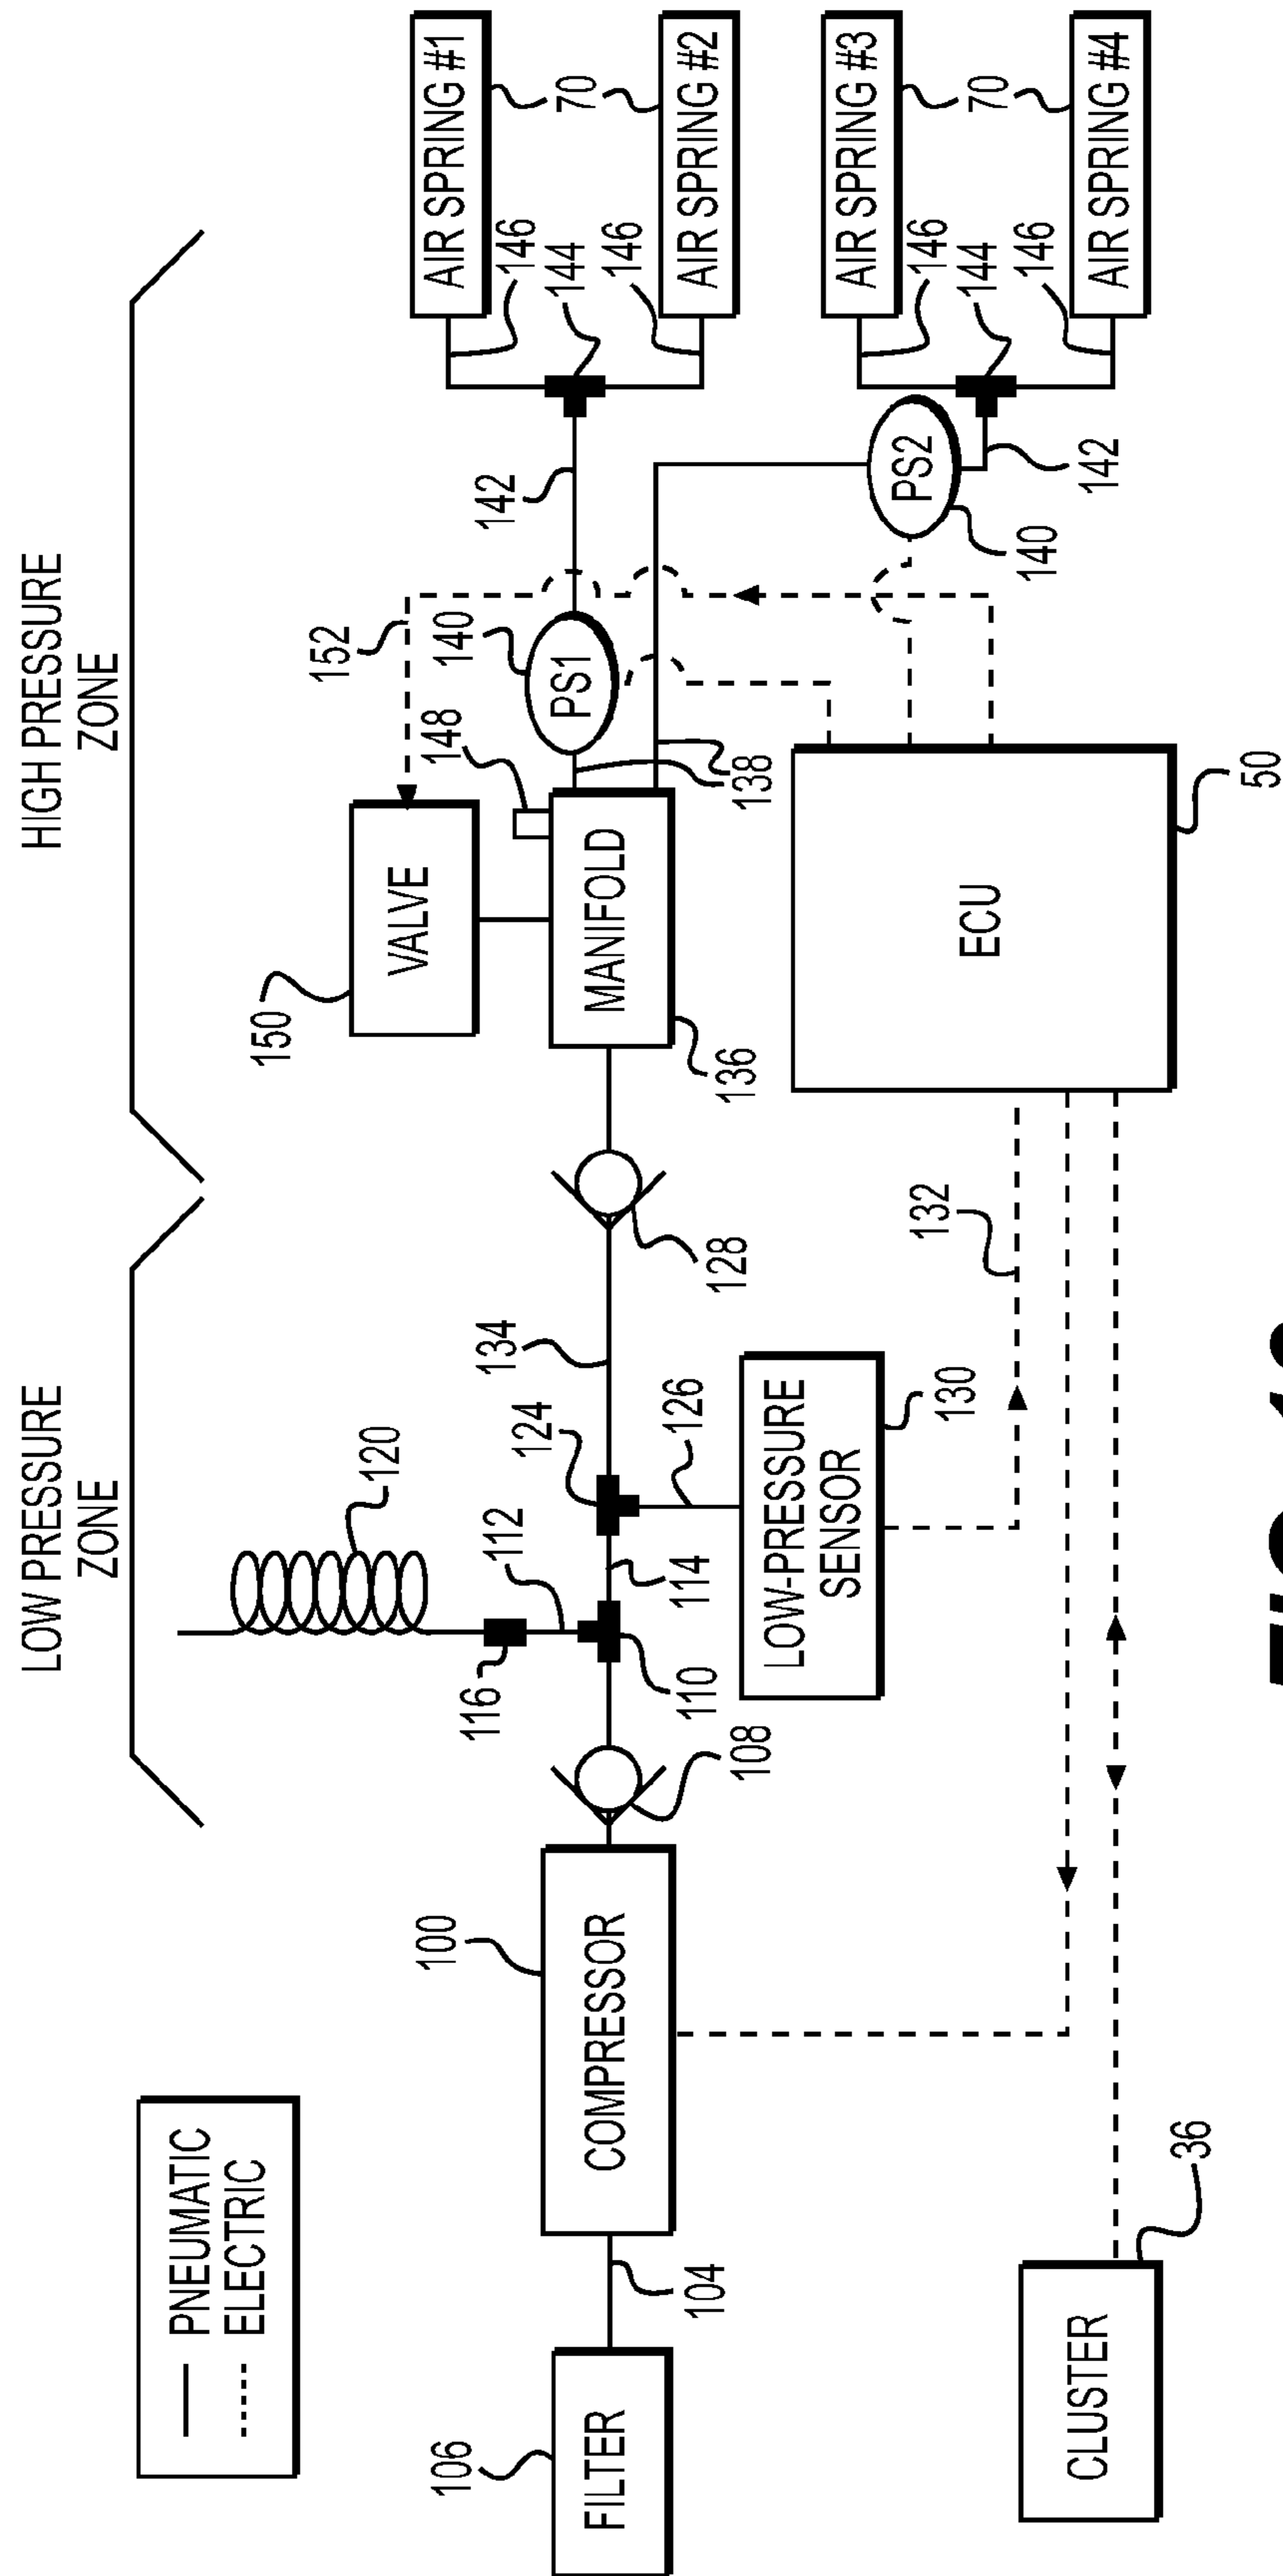 LOW PRESSURE
ZONE
HIGH PRESSURE
ZONE
PNEUMATIC
ELECTRIC
120
116
112
110
114
124
126
134
128
150
VALVE
148
152
MANIFOLD
136
138
140
PS1
142
140
PS2
142
AIR SPRING #1
146
70
144
146
AIR SPRING #2
AIR SPRING #3
146
70
144
146
AIR SPRING #4
106
FILTER
104
100
COMPRESSOR
108
LOW-PRESSURE
SENSOR
130
132
ECU
50
CLUSTER
36